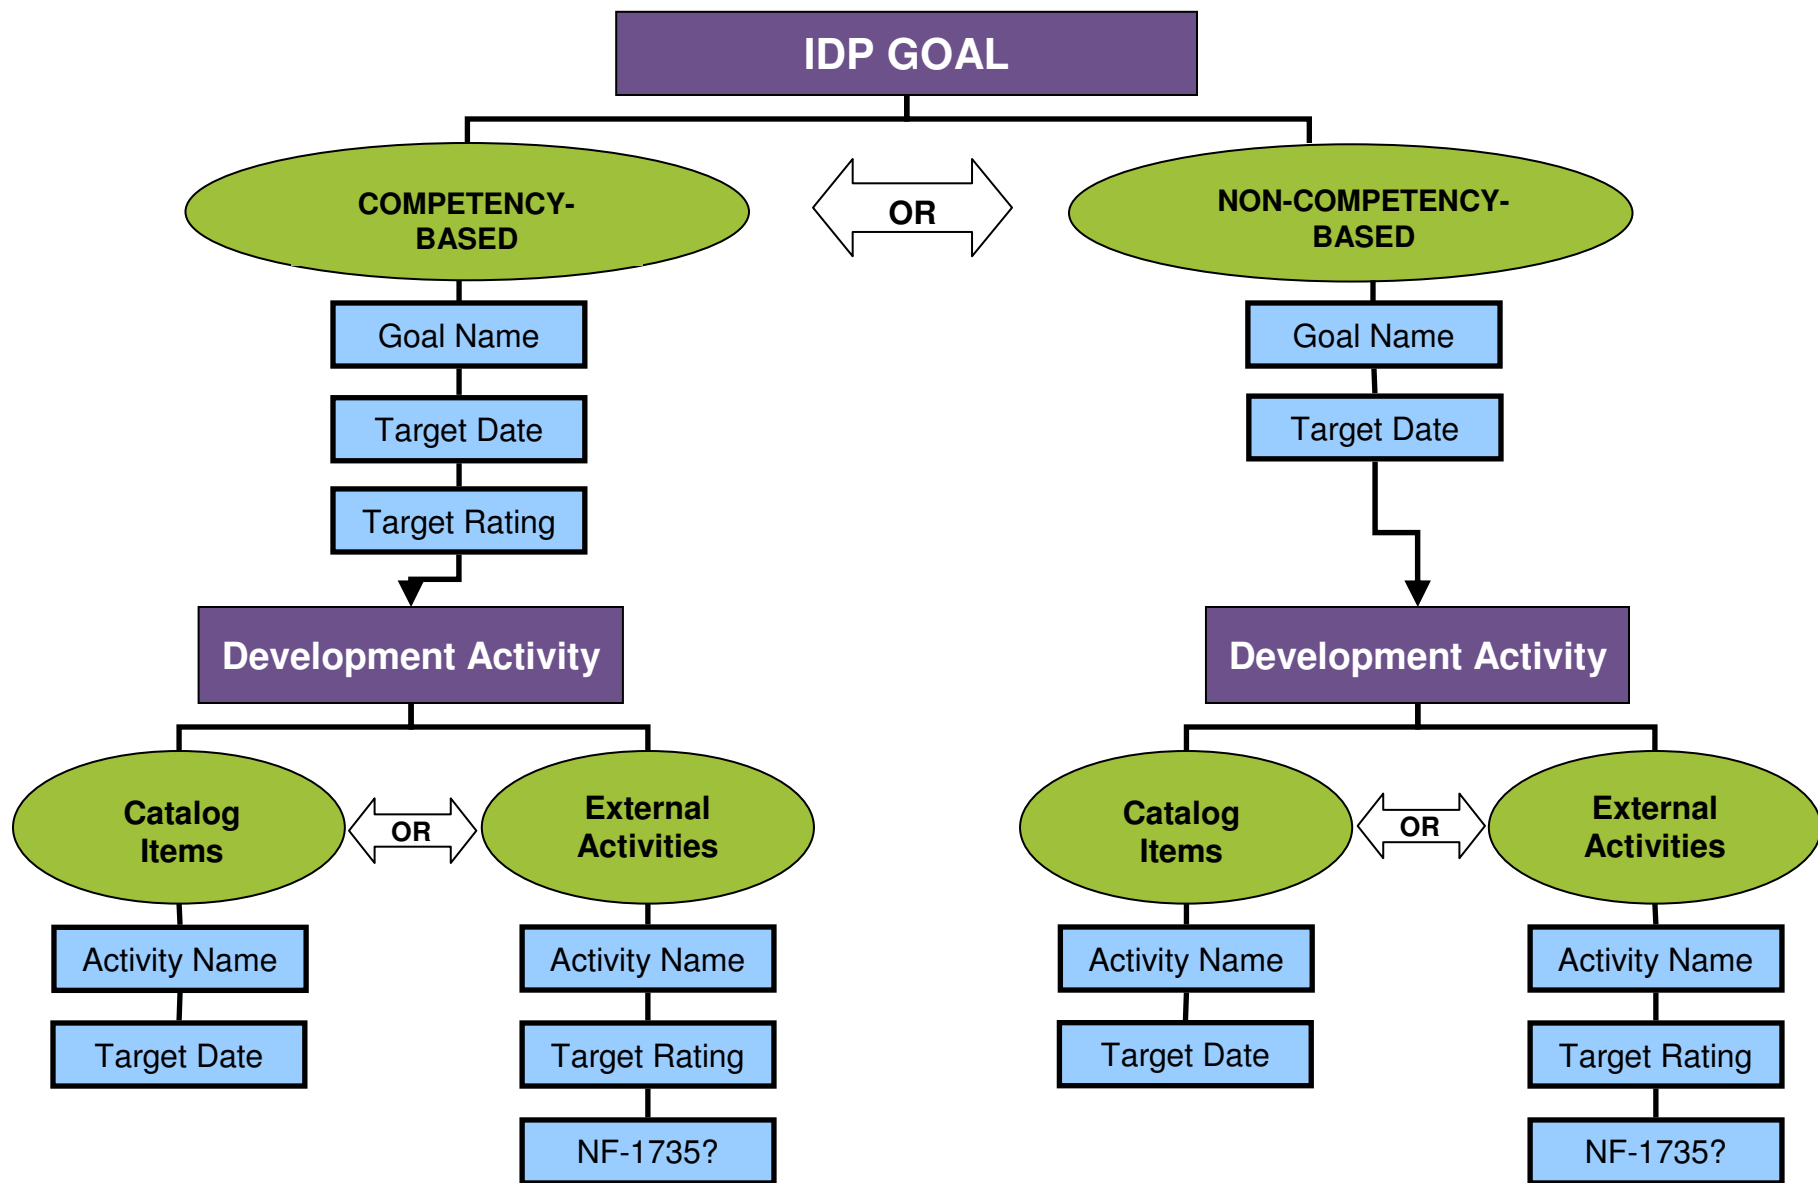 IDP GOAL
COMPETENCY-
BASED
OR
NON-COMPETENCY-
BASED
Goal Name
Target Date
Target Rating
Goal Name
Target Date
Development Activity
Development Activity
Catalog
Items
OR
External
Activities
Activity Name
Target Date
Activity Name
Target Rating
NF-1735?
Catalog
Items
OR
External
Activities
Activity Name
Target Date
Activity Name
Target Rating
NF-1735?